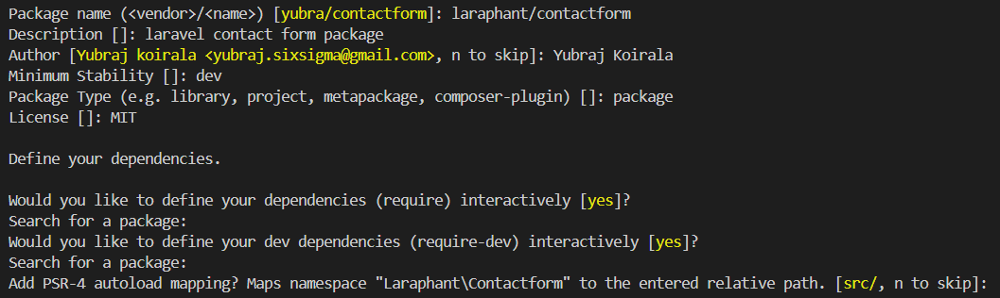 Package name (<vendor>/<name>) [yubra/contactform]: laraphant/contactform
Description []: laravel contact form package
Author [Yubraj koirala <yubraj.sixsigma@gmail.com>, n to skip]: Yubraj Koirala
Minimum Stability []: dev
Package Type (e.g. library, project, metapackage, composer-plugin) []: package
License []: MIT
Define your dependencies.
Would you like to define your dependencies (require) interactively [yes]?
Search for a package:
Would you like to define your dev dependencies (require-dev) interactively [yes]?
Search for a package:
Add PSR-4 autoload mapping? Maps namespace "Laraphant\Contactform" to the entered relative path. [src/, n to skip]: